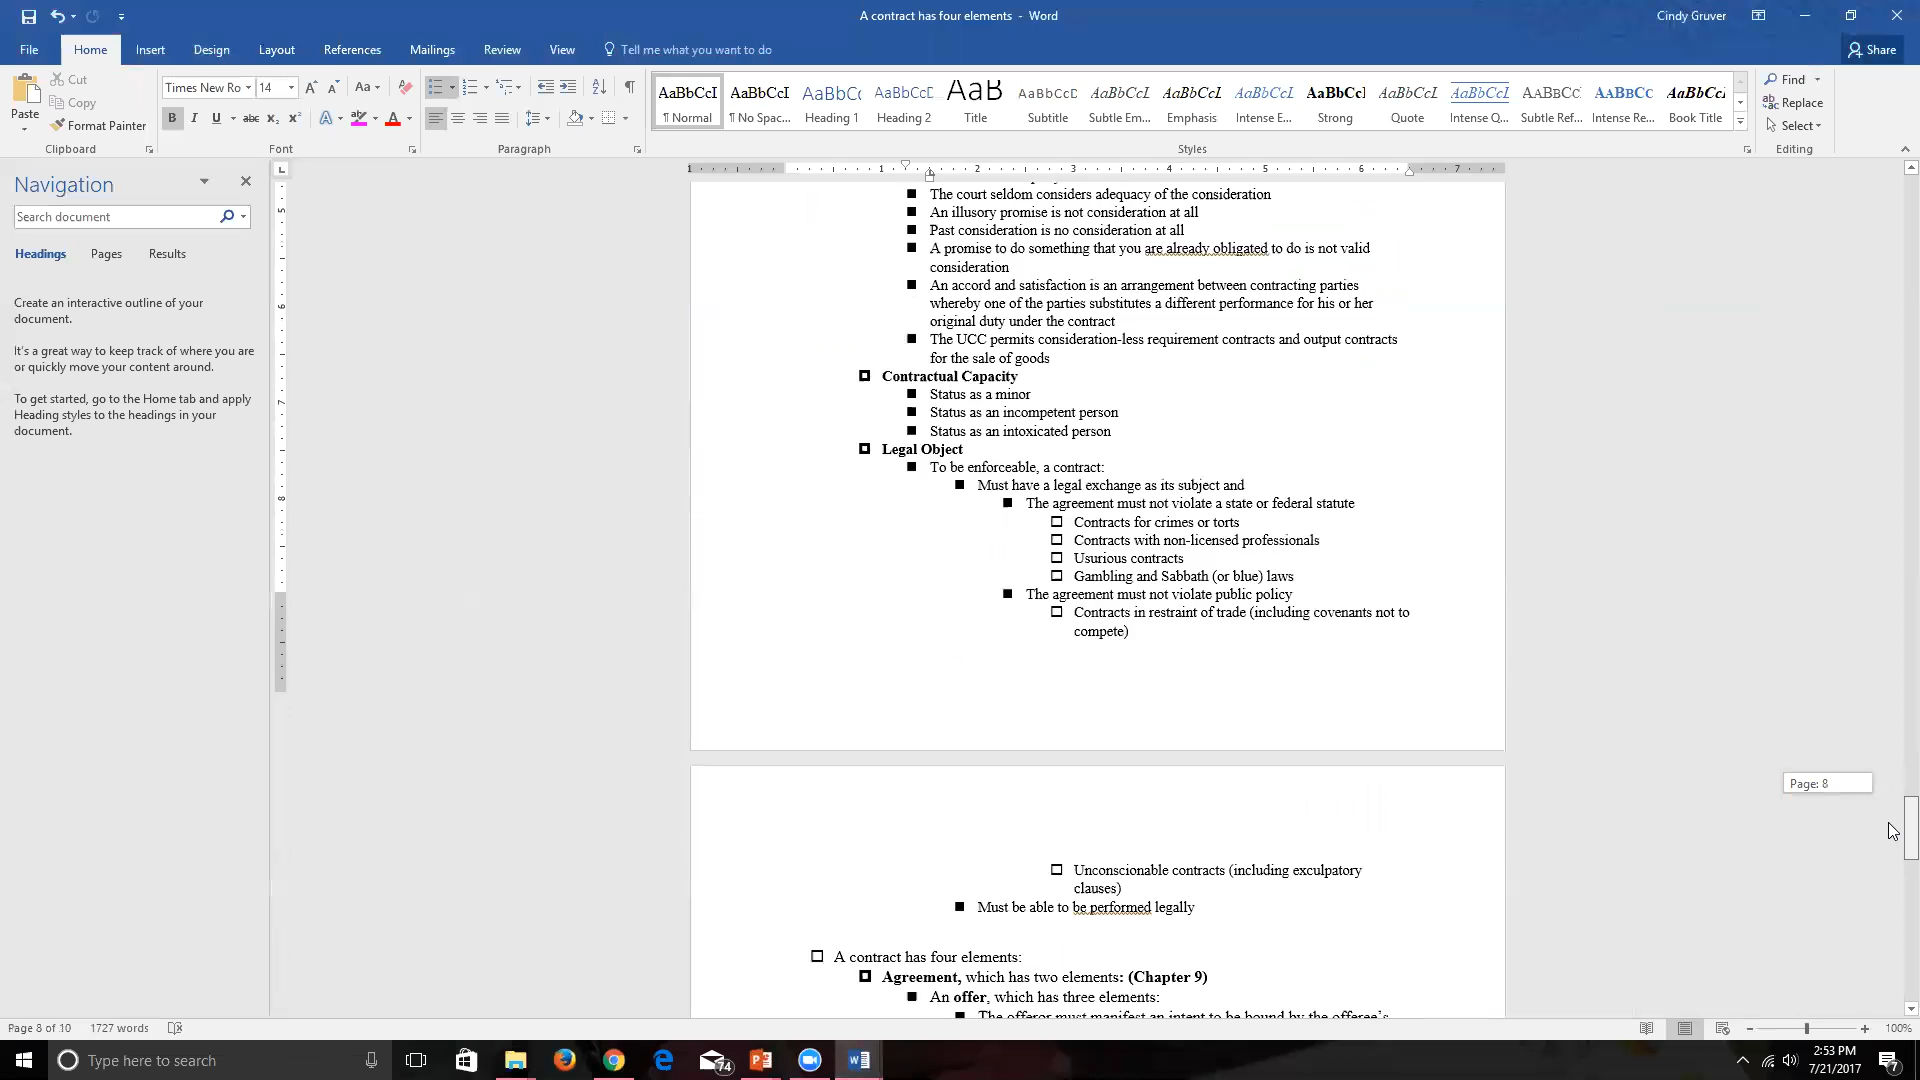 A contract has four elements - Word
Cindy Gruver
File Home Insert Design Layout References Mailings Review View Tell me what you want to do
Share
Paste
Cut
Copy
Format Painter
Clipboard
Times New Ro 14
Font
Paragraph
AaBbCcI AaBbCcI AaBbC AaBbCcD AaB AaBbCcD AaBbCcL AaBbCcL AaBbCcL AaBbCcl AaBbCcL AaBbCcL AABBCC AABBCC AaBbCcL
¶ Normal ¶ No Spac... Heading 1 Heading 2 Title Subtitle Subtle Em... Emphasis Intense E... Strong Quote Intense Q... Subtle Ref... Intense Re... Book Title
Styles
Find
Replace
Select
Editing
Navigation
Search document
Headings Pages Results
Create an interactive outline of your
document.
It's a great way to keep track of where you are
or quickly move your content around.
To get started, go to the Home tab and apply
Heading styles to the headings in your
document.
The court seldom considers adequacy of the consideration
An illusory promise is not consideration at all
Past consideration is no consideration at all
A promise to do something that you are already obligated to do is not valid
consideration
An accord and satisfaction is an arrangement between contracting parties
whereby one of the parties substitutes a different performance for his or her
original duty under the contract
The UCC permits consideration-less requirement contracts and output contracts
for the sale of goods
Contractual Capacity
Status as a minor
Status as an incompetent person
Status as an intoxicated person
Legal Object
To be enforceable, a contract:
Must have a legal exchange as its subject and
The agreement must not violate a state or federal statute
Contracts for crimes or torts
Contracts with non-licensed professionals
Usurious contracts
Gambling and Sabbath (or blue) laws
The agreement must not violate public policy
Contracts in restraint of trade (including covenants not to
compete)
Page: 8
Unconscionable contracts (including exculpatory
clauses)
Must be able to be performed legally
A contract has four elements:
Agreement, which has two elements: (Chapter 9)
An offer, which has three elements:
The offeror must manifest an intent to be bound by the offeree's
Page 8 of 10 1727 words
100%
Type here to search
74
2:53 PM
7/21/2017
7